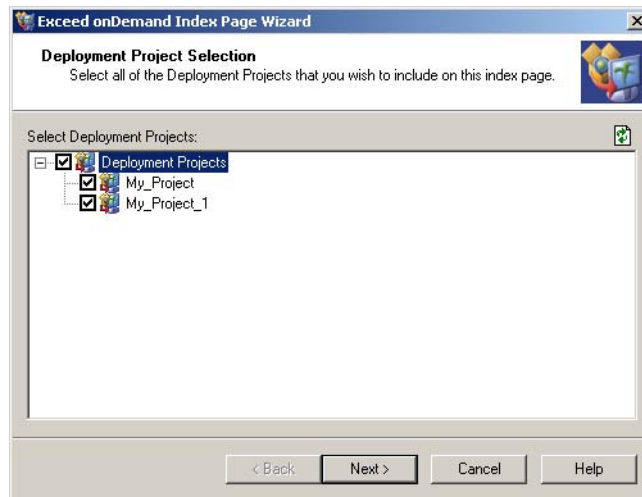 Exceed onDemand Index Page Wizard
Deployment Project Selection
Select all of the Deployment Projects that you wish to include on this index page.
Select Deployment Projects:
Deployment Projects
My_Project
My_Project_1
< Back Next > Cancel Help